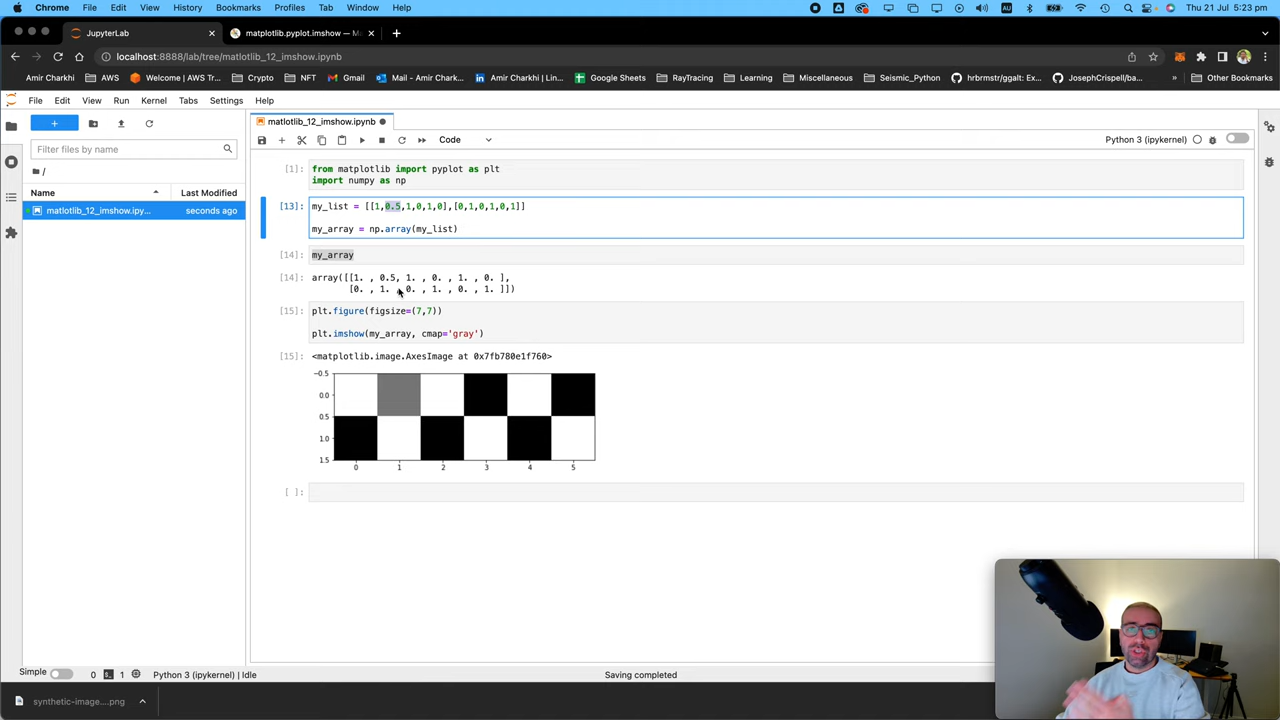 Chrome File Edit View History Bookmarks Profiles Tab Window Help Thu 21 Jul 5:23 pm
JupyterLab matplotlib.pyplot.imshow — M
localhost:8888/lab/tree/matlotlib_12_imshow.ipynb
Amir Charkhi AWS Welcome | AWS Tr... Crypto NFT Gmail Mail - Amir Charkhi | O... Amir Charkhi | Lin... Google Sheets RayTracing Learning Miscellaneous Seismic_Python hrbrmstr/ggalt: Ex... JosephCrispell/ba... Other Bookmarks
File Edit View Run Kernel Tabs Settings Help
matlotlib_12_imshow.ipynb
Code Python 3 (ipykernel)
Filter files by name
/
Name Last Modified
matlotlib_12_imshow.ipy... seconds ago
[1]: from matplotlib import pyplot as plt
import numpy as np
[13]: my_list = [[1,0.5,1,0,1,0],[0,1,0,1,0,1]]
my_array = np.array(my_list)
[14]: my_array
[14]: array([[1. , 0.5, 1. , 0. , 1. , 0. ],
[0. , 1. , 0. , 1. , 0. , 1. ]])
[15]: plt.figure(figsize=(7,7))
plt.imshow(my_array, cmap='gray')
[15]: <matplotlib.image.AxesImage at 0x7fb780e1f760>
−0.5
0.0
0.5
1.0
1.5
0 1 2 3 4 5
[ ]:
Simple 0 1 Python 3 (ipykernel) | Idle Saving completed
synthetic-image....png